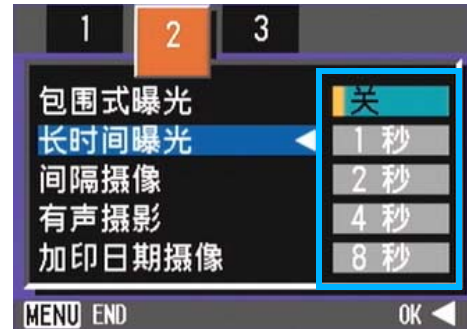 1 2 3
包围式曝光 关
长时间曝光 1 秒
间隔摄像 2 秒
有声摄影 4 秒
加印日期摄像 8 秒
MENU END OK